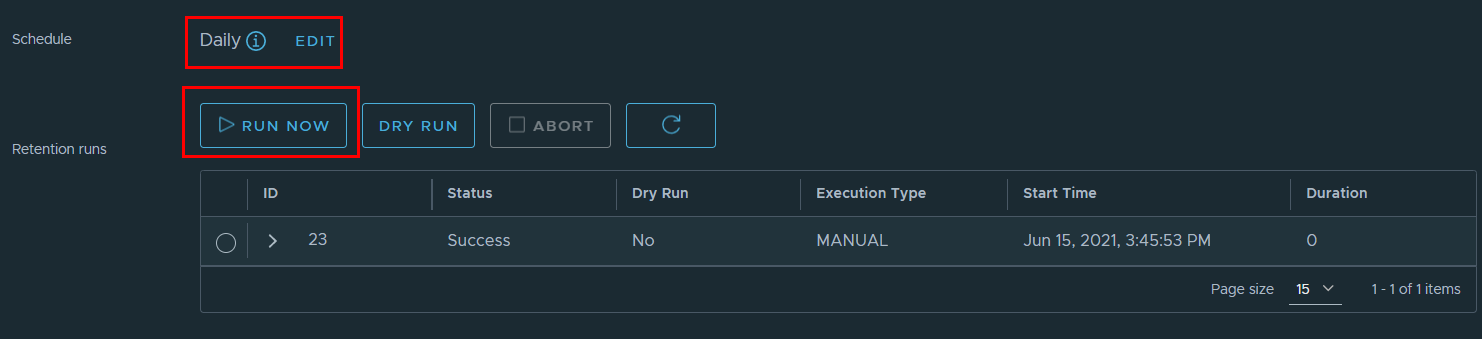 Schedule
Daily EDIT
RUN NOW DRY RUN ABORT
Retention runs
ID Status Dry Run Execution Type Start Time Duration
23 Success No MANUAL Jun 15, 2021, 3:45:53 PM 0
Page size 15 1 - 1 of 1 items